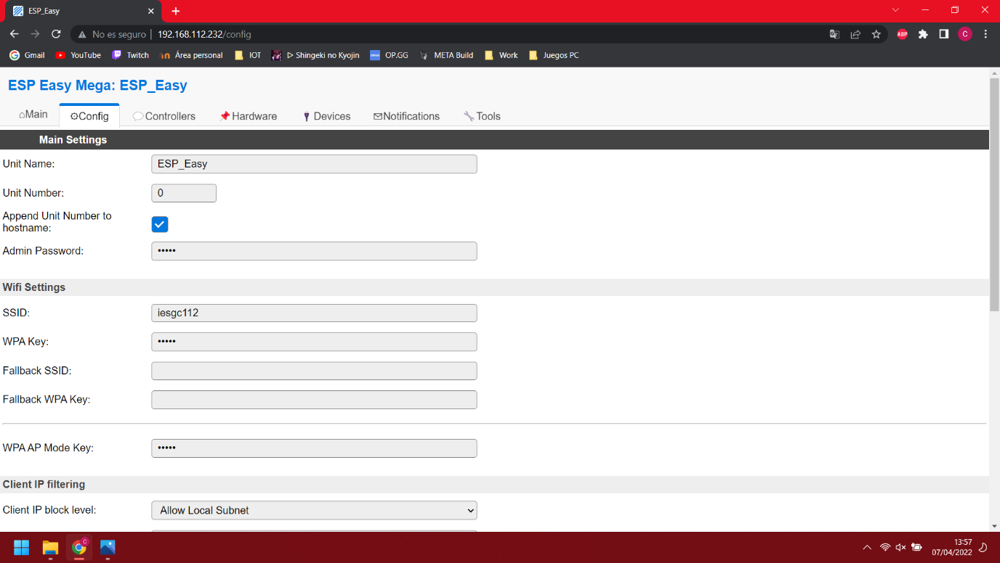 ESP_Easy
No es seguro | 192.168.112.232/config
ABP
C
Gmail YouTube Twitch Área personal IOT ▷ Shingeki no Kyojin OP.GG META Build Work Juegos PC
ESP Easy Mega: ESP_Easy
Main Config Controllers Hardware Devices Notifications Tools
Main Settings
Unit Name: ESP_Easy
Unit Number: 0
Append Unit Number to
hostname:
Admin Password: •••••
Wifi Settings
SSID: iesgc112
WPA Key: •••••
Fallback SSID:
Fallback WPA Key:
WPA AP Mode Key: •••••
Client IP filtering
Client IP block level: Allow Local Subnet
C
13:57
07/04/2022